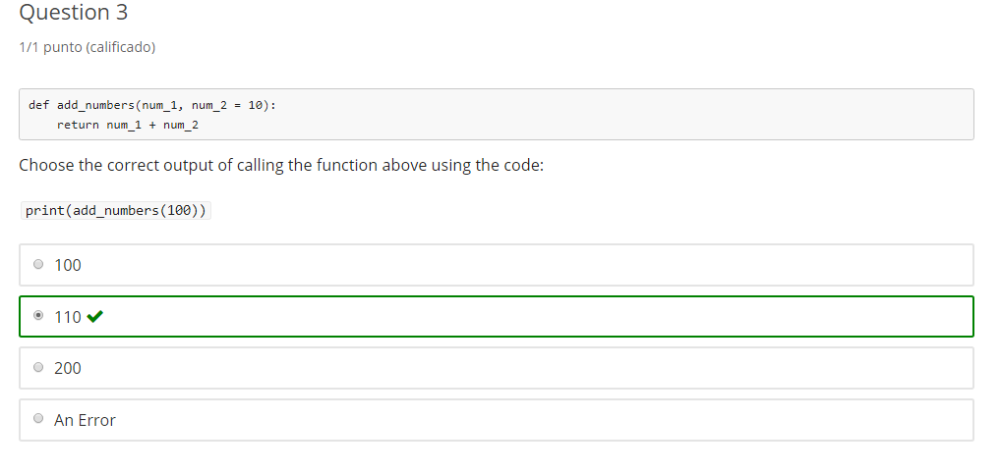 Question 3
1/1 punto (calificado)
def add_numbers(num_1, num_2 = 10):
    return num_1 + num_2
Choose the correct output of calling the function above using the code:
print(add_numbers(100))
100
110
200
An Error